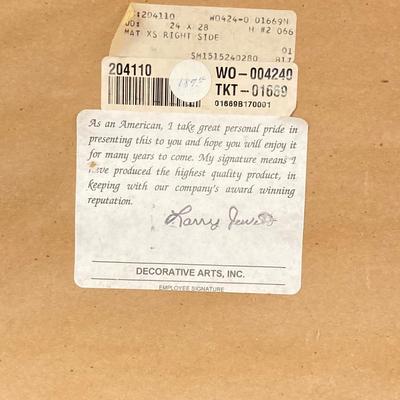 :204110 W0424-0 01669N
UO: 24 X 28 H #2 066
MAT XS RIGHT SIDE 01
SM1515240280 817
204110 WO-004240
TKT-01669
01669B170001
As an American, I take great personal pride in
presenting this to you and hope you will enjoy it
for many years to come. My signature means I
have produced the highest quality product, in
keeping with our company's award winning
reputation.
Larry Jewett
DECORATIVE ARTS, INC.
EMPLOYEE SIGNATURE